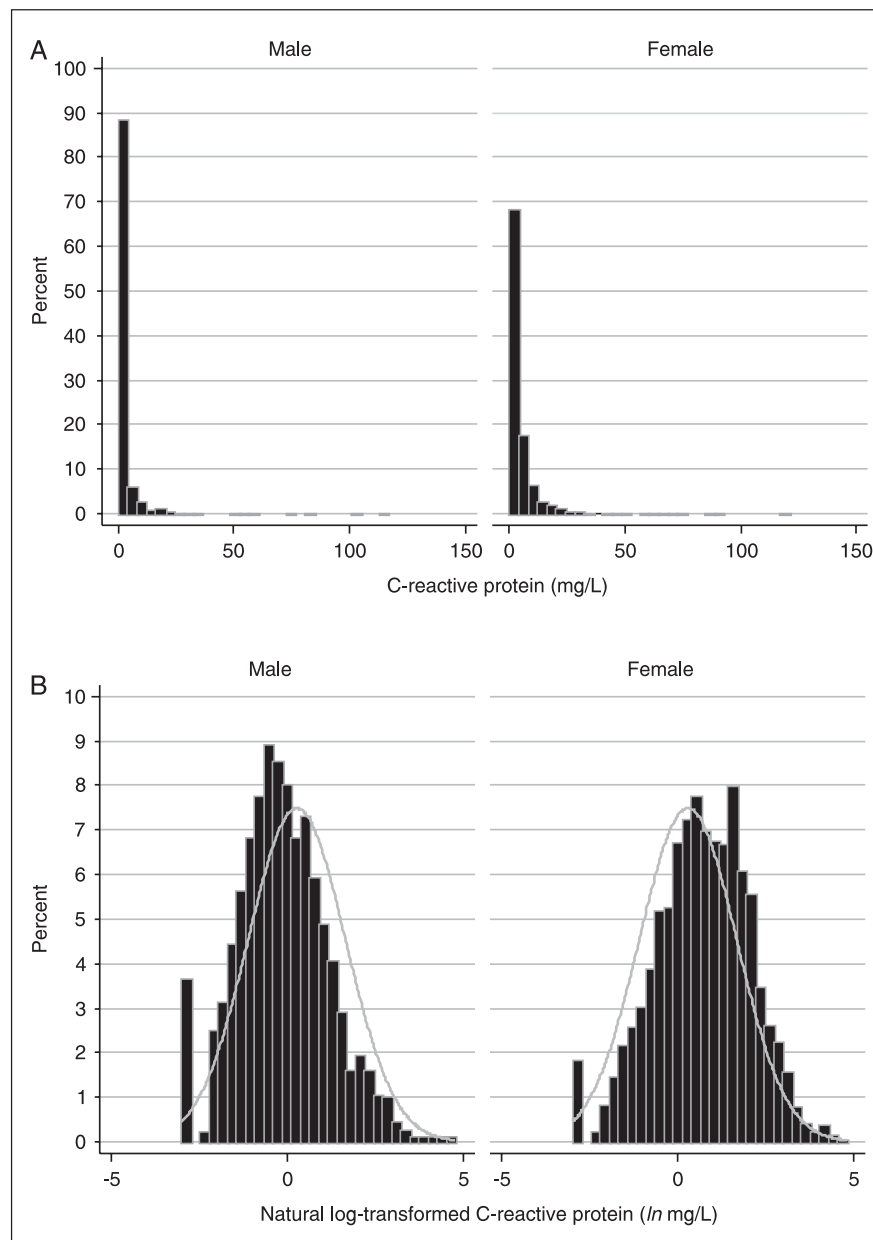 A
Male Female
100
90
80
70
60
50
40
30
20
10
0
Percent
0 50 100 150 0 50 100 150
C-reactive protein (mg/L)
B
Male Female
10
9
8
7
6
5
4
3
2
1
0
Percent
-5 0 5 -5 0 5
Natural log-transformed C-reactive protein (ln mg/L)